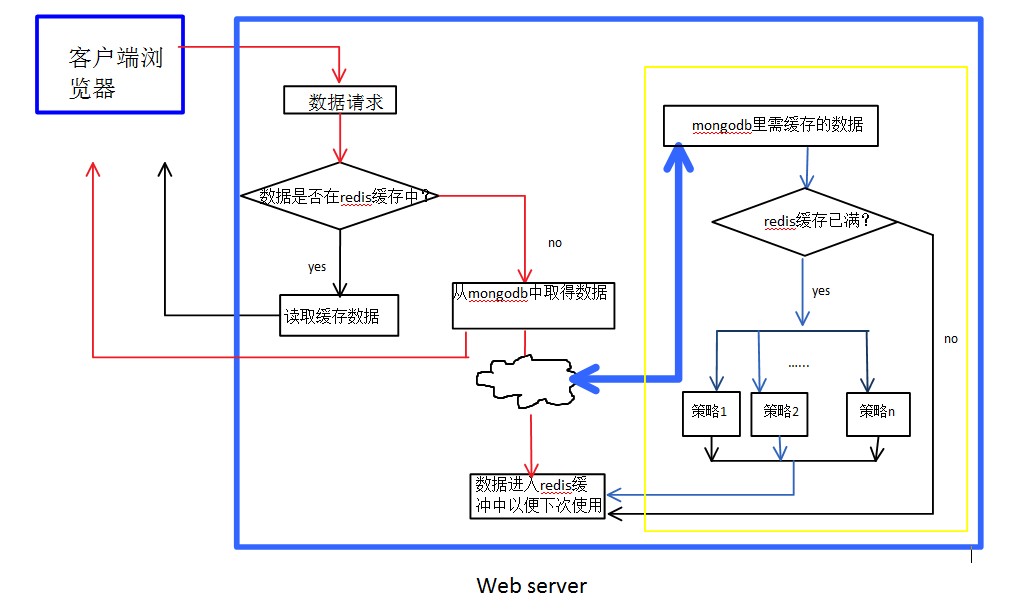 客户端浏
览器
数据请求
数据是否在redis缓存中？
no
yes
读取缓存数据
从mongodb中取得数据
数据进入redis缓
冲中以便下次使用
mongodb里需缓存的数据
redis缓存已满？
yes
no
......
策略1
策略2
策略n
Web server